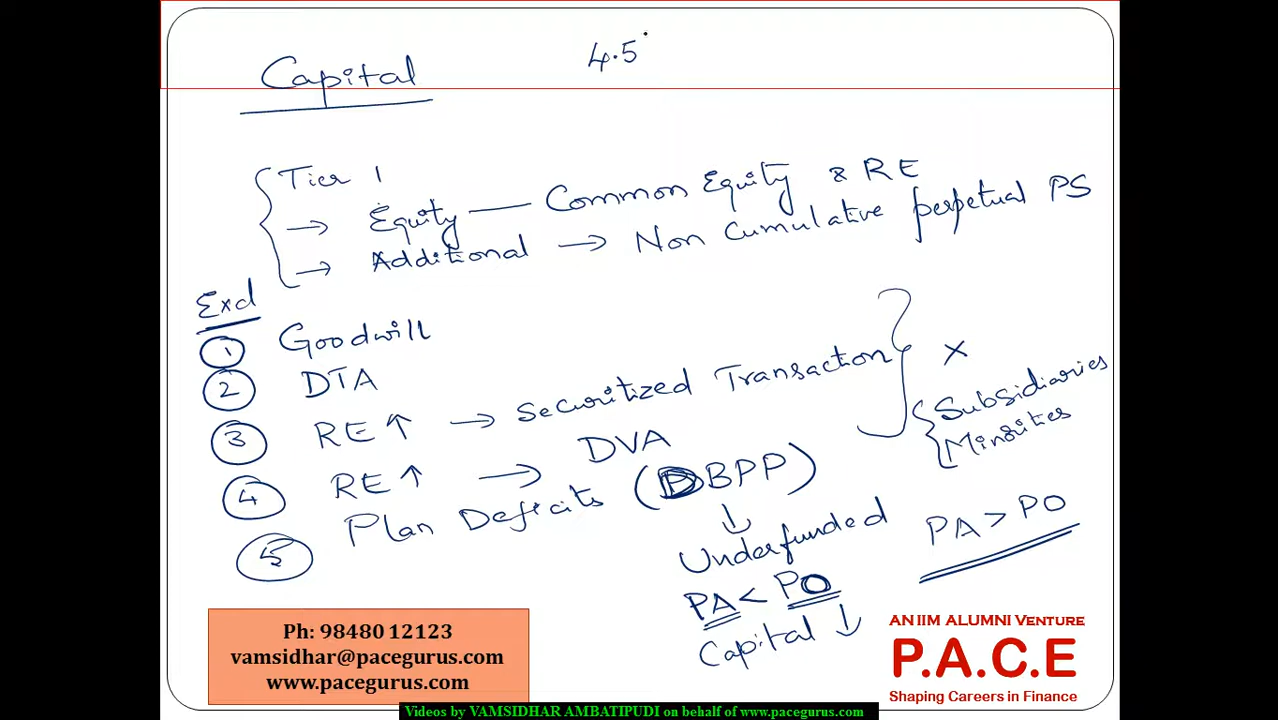 Capital
4.5
Tier 1
→ Equity — Common Equity & RE
→ Additional → Non Cumulative perpetual PS
Excl
1 Goodwill
2 DTA
3 RE ↑ → Securitized Transaction
×
Subsidiaries
Minorities
4 RE ↑ → DVA
5 Plan Deficits (DBPP)
↓
Underfunded
PA < PO
Capital ↓
PA > PO
Ph: 98480 12123
vamsidhar@pacegurus.com
www.pacegurus.com
AN IIM ALUMNI VENTURE
P.A.C.E
Shaping Careers in Finance
Videos by VAMSIDHAR AMBATIPUDI on behalf of www.pacegurus.com